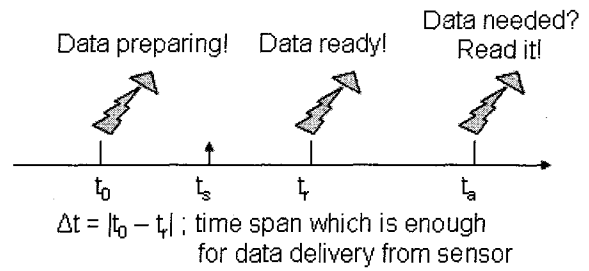 Data needed?
Data preparing! Data ready! Read it!
t₀ tₛ tᵣ tₐ
Δt = |t₀ – tᵣ| ; time span which is enough
for data delivery from sensor